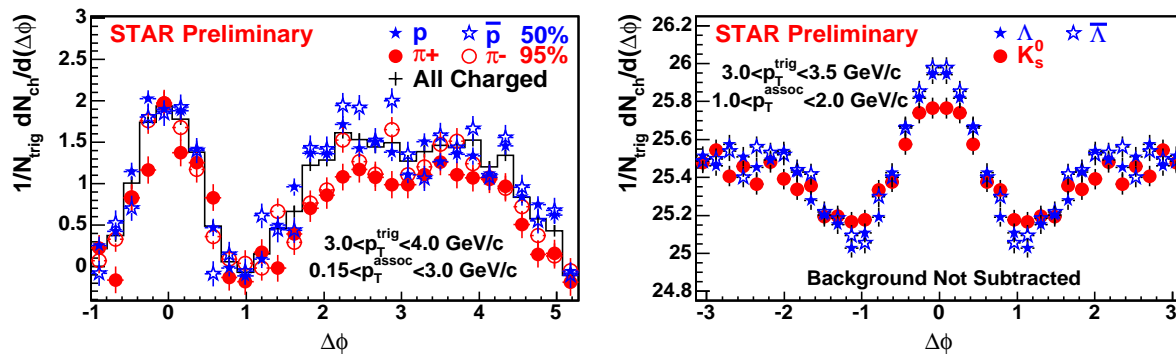 1/N_trig dN_ch/d(Δϕ)
3
2.5
2
1.5
1
0.5
0
STAR Preliminary
★ p ☆ p̅ 50%
● π+ ○ π- 95%
+ All Charged
3.0<p_T^trig<4.0 GeV/c
0.15<p_T^assoc<3.0 GeV/c
-1 0 1 2 3 4 5
Δϕ
1/N_trig dN_ch/d(Δϕ)
26.2
26
25.8
25.6
25.4
25.2
25
24.8
STAR Preliminary
★ Λ ☆ Λ̅
● K_s^0
3.0<p_T^trig<3.5 GeV/c
1.0<p_T^assoc<2.0 GeV/c
Background Not Subtracted
-3 -2 -1 0 1 2 3
Δϕ